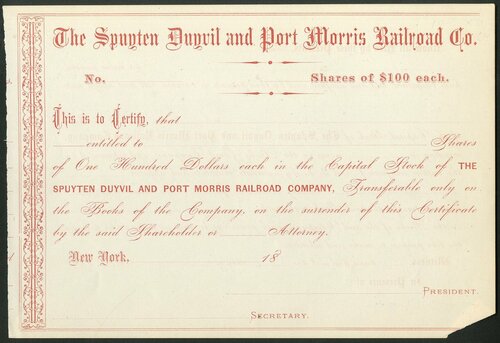 The Spuyten Duyvil and Port Morris Railroad Co.
No. Shares of $100 each.
This is to Certify, that
entitled to Shares
of One Hundred Dollars each in the Capital Stock of THE
SPUYTEN DUYVIL AND PORT MORRIS RAILROAD COMPANY, Transferable only on
the Books of the Company, on the surrender of this Certificate
by the said Shareholder or Attorney.
New York, 18
PRESIDENT.
SECRETARY.